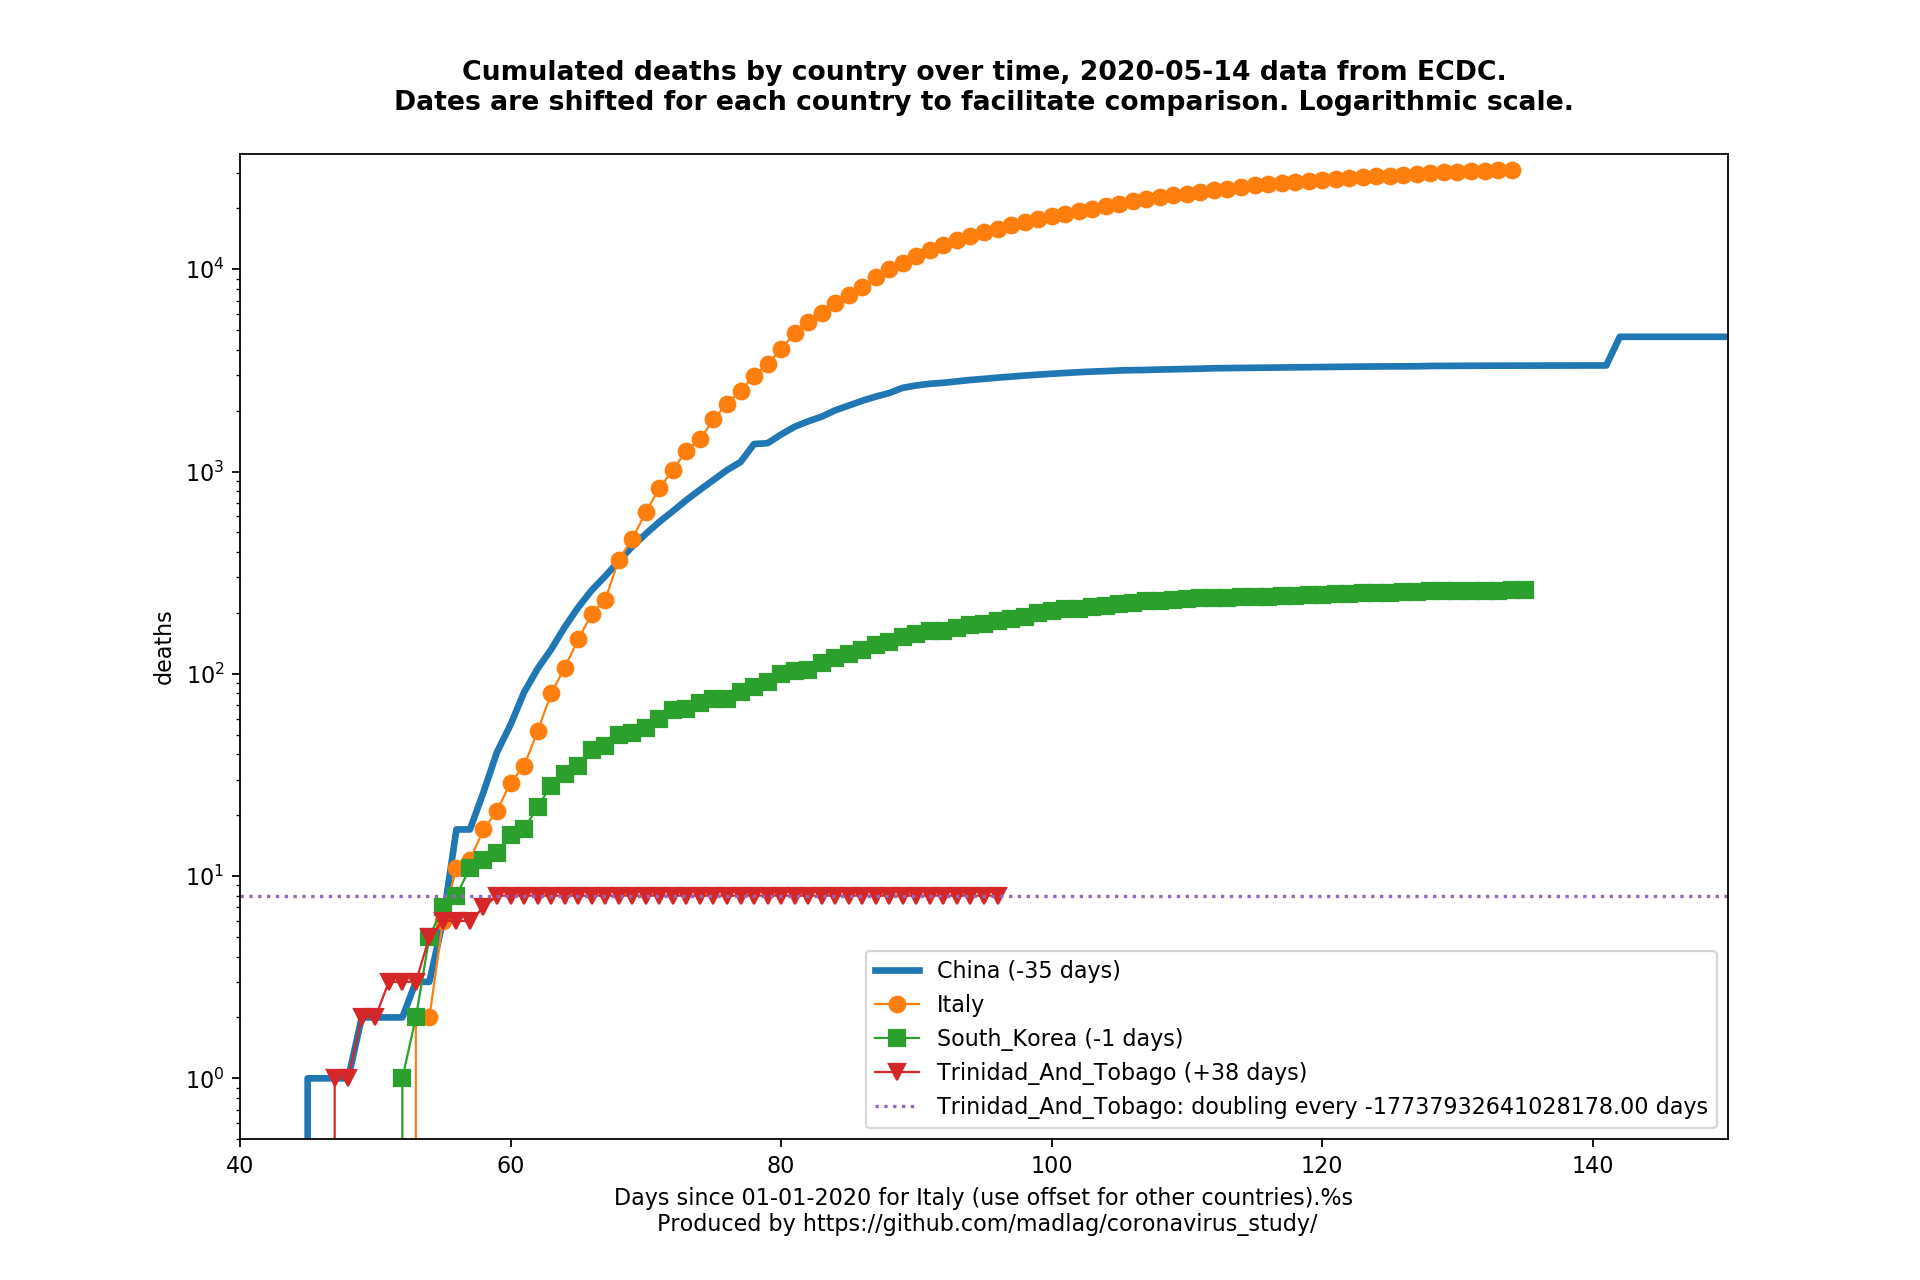 Cumulated deaths by country over time, 2020-05-14 data from ECDC.
Dates are shifted for each country to facilitate comparison. Logarithmic scale.
10⁴
10³
10²
10¹
10⁰
deaths
China (-35 days)
Italy
South_Korea (-1 days)
Trinidad_And_Tobago (+38 days)
Trinidad_And_Tobago: doubling every -17737932641028178.00 days
40 60 80 100 120 140
Days since 01-01-2020 for Italy (use offset for other countries).%s
Produced by https://github.com/madlag/coronavirus_study/